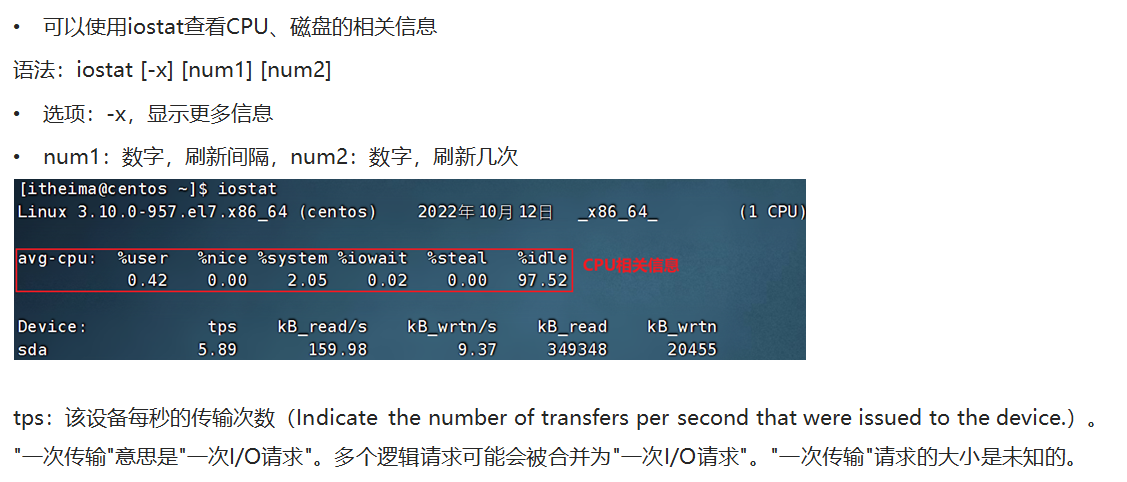 • 可以使用iostat查看CPU、磁盘的相关信息
语法：iostat [-x] [num1] [num2]
• 选项：-x，显示更多信息
• num1：数字，刷新间隔，num2：数字，刷新几次
[itheima@centos ~]$ iostat
Linux 3.10.0-957.el7.x86_64 (centos) 2022年10月12日 _x86_64_ (1 CPU)
avg-cpu: %user %nice %system %iowait %steal %idle CPU相关信息
0.42 0.00 2.05 0.02 0.00 97.52
Device: tps kB_read/s kB_wrtn/s kB_read kB_wrtn
sda 5.89 159.98 9.37 349348 20455
tps：该设备每秒的传输次数（Indicate the number of transfers per second that were issued to the device.）。
"一次传输"意思是"一次I/O请求"。多个逻辑请求可能会被合并为"一次I/O请求"。"一次传输"请求的大小是未知的。